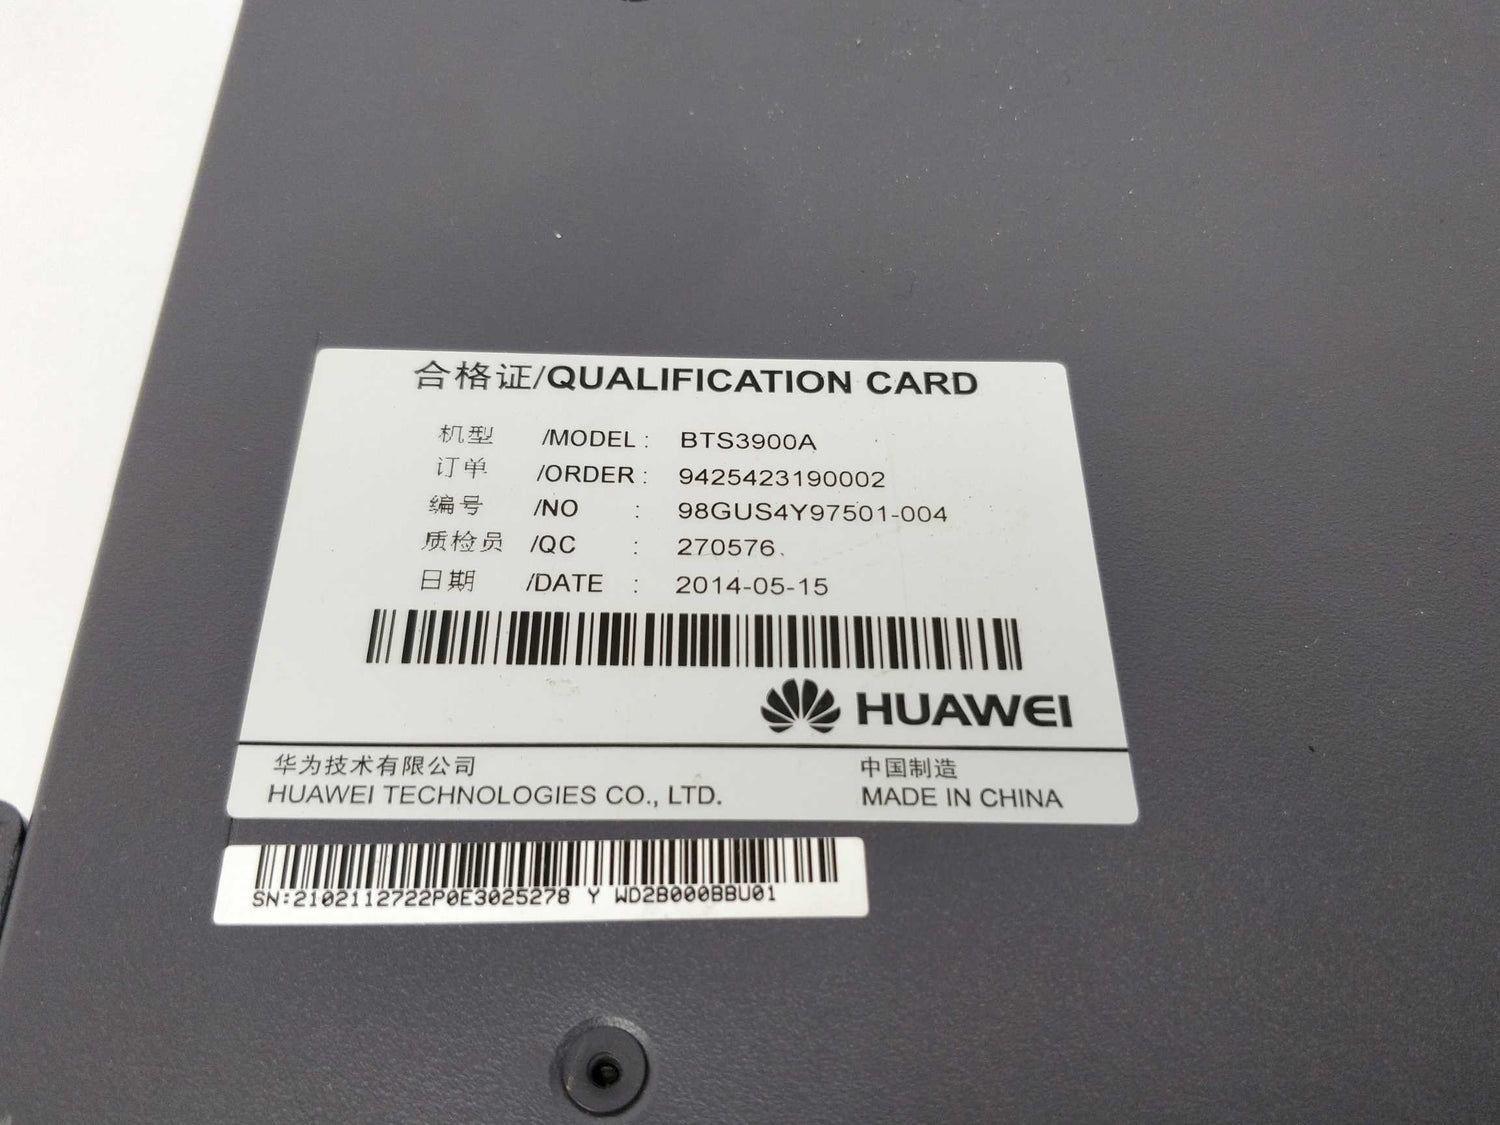 合格证/QUALIFICATION CARD
机型 /MODEL : BTS3900A
订单 /ORDER : 9425423190002
编号 /NO : 98GUS4Y97501-004
质检员 /QC : 270576
日期 /DATE : 2014-05-15
HUAWEI
华为技术有限公司 中国制造
HUAWEI TECHNOLOGIES CO., LTD. MADE IN CHINA
SN:2102112722P0E3025278 Y WD2B000BBU01